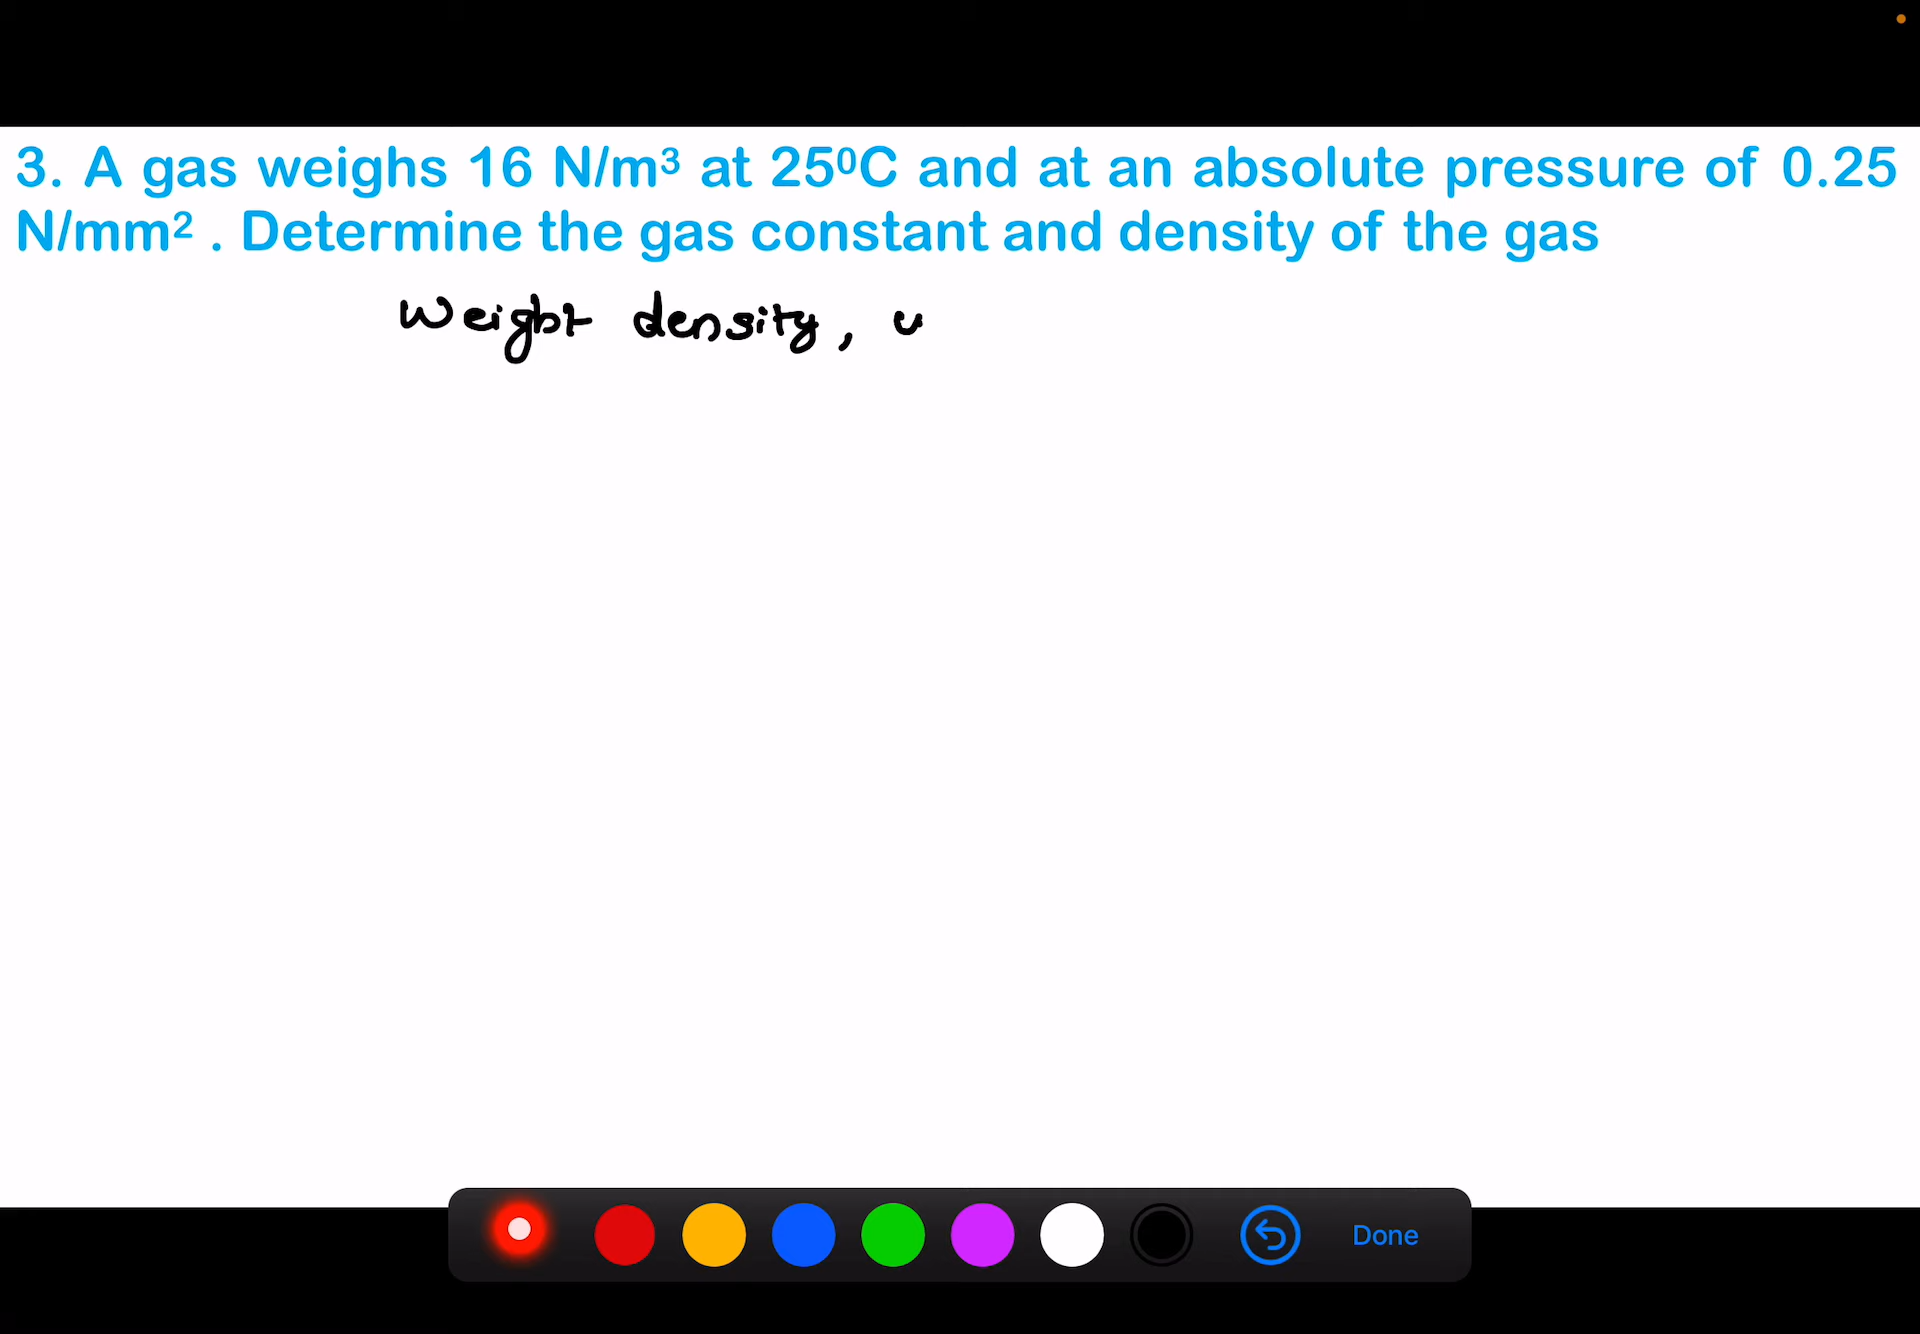 3. A gas weighs 16 N/m³ at 25⁰C and at an absolute pressure of 0.25
N/mm² . Determine the gas constant and density of the gas
Weight density,
Done